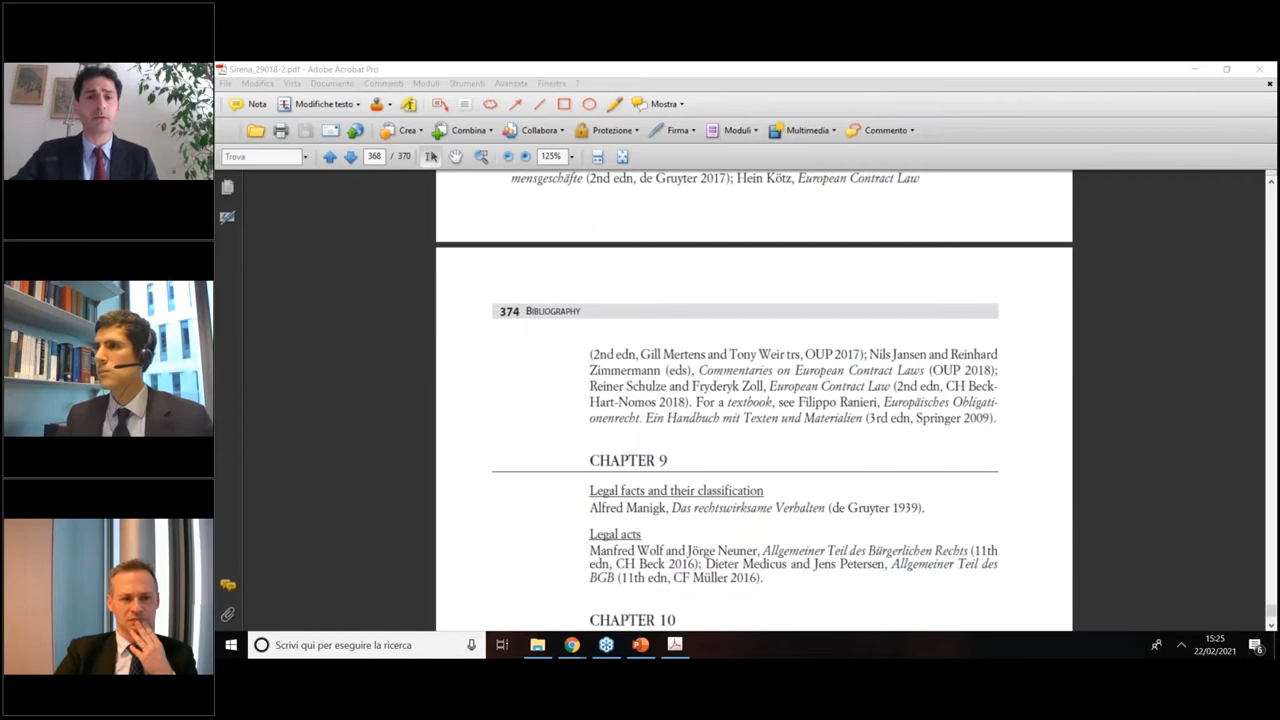 Sirena_29018-2.pdf - Adobe Acrobat Pro
File Modifica Vista Documento Commenti Moduli Strumenti Avanzate Finestra ?
Nota Modifiche testo Mostra
Crea Combina Collabora Protezione Firma Moduli Multimedia Commento
Trova 368 / 370 125%
mensgeschäfte (2nd edn, de Gruyter 2017); Hein Kötz, European Contract Law
374 BIBLIOGRAPHY
(2nd edn, Gill Mertens and Tony Weir trs, OUP 2017); Nils Jansen and Reinhard
Zimmermann (eds), Commentaries on European Contract Laws (OUP 2018);
Reiner Schulze and Fryderyk Zoll, European Contract Law (2nd edn, CH Beck-
Hart-Nomos 2018). For a textbook, see Filippo Ranieri, Europäisches Obligati-
onenrecht. Ein Handbuch mit Texten und Materialien (3rd edn, Springer 2009).
CHAPTER 9
Legal facts and their classification
Alfred Manigk, Das rechtswirksame Verhalten (de Gruyter 1939).
Legal acts
Manfred Wolf and Jörge Neuner, Allgemeiner Teil des Bürgerlichen Rechts (11th
edn, CH Beck 2016); Dieter Medicus and Jens Petersen, Allgemeiner Teil des
BGB (11th edn, CF Müller 2016).
CHAPTER 10
Scrivi qui per eseguire la ricerca
15:25
22/02/2021
6